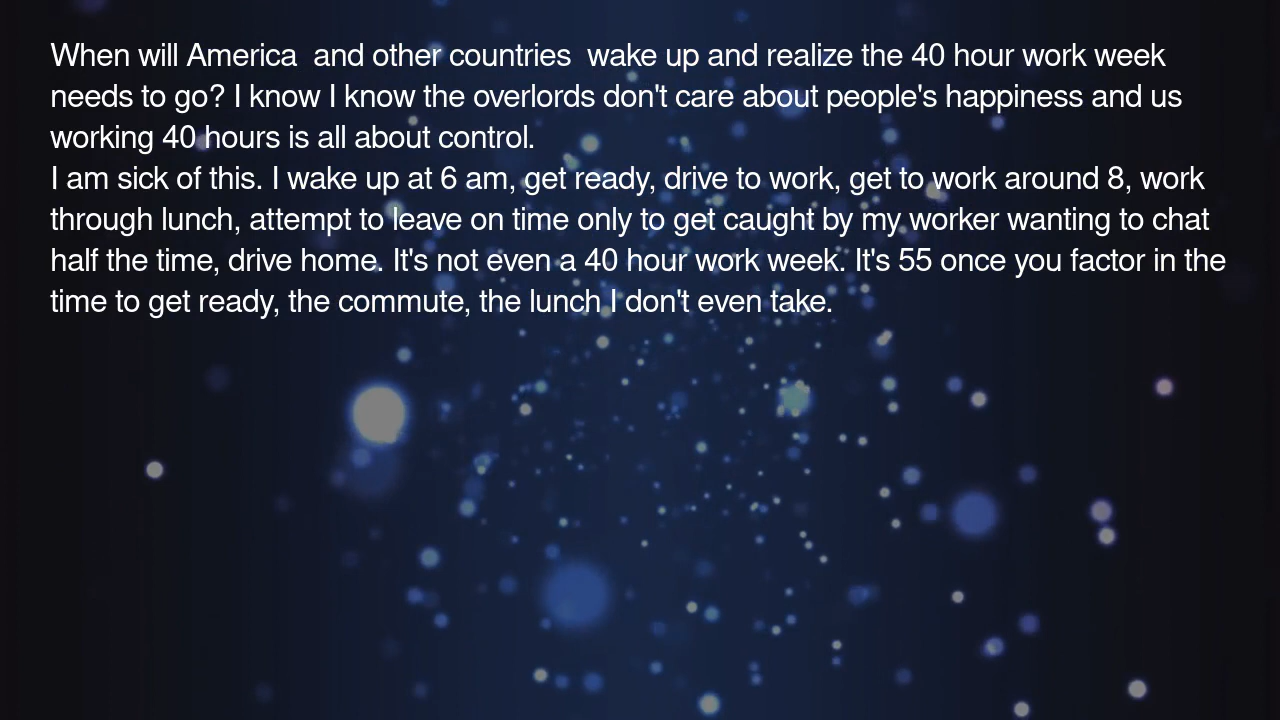 When will America  and other countries  wake up and realize the 40 hour work week
needs to go? I know I know the overlords don't care about people's happiness and us
working 40 hours is all about control.
I am sick of this. I wake up at 6 am, get ready, drive to work, get to work around 8, work
through lunch, attempt to leave on time only to get caught by my worker wanting to chat
half the time, drive home. It's not even a 40 hour work week. It's 55 once you factor in the
time to get ready, the commute, the lunch I don't even take.